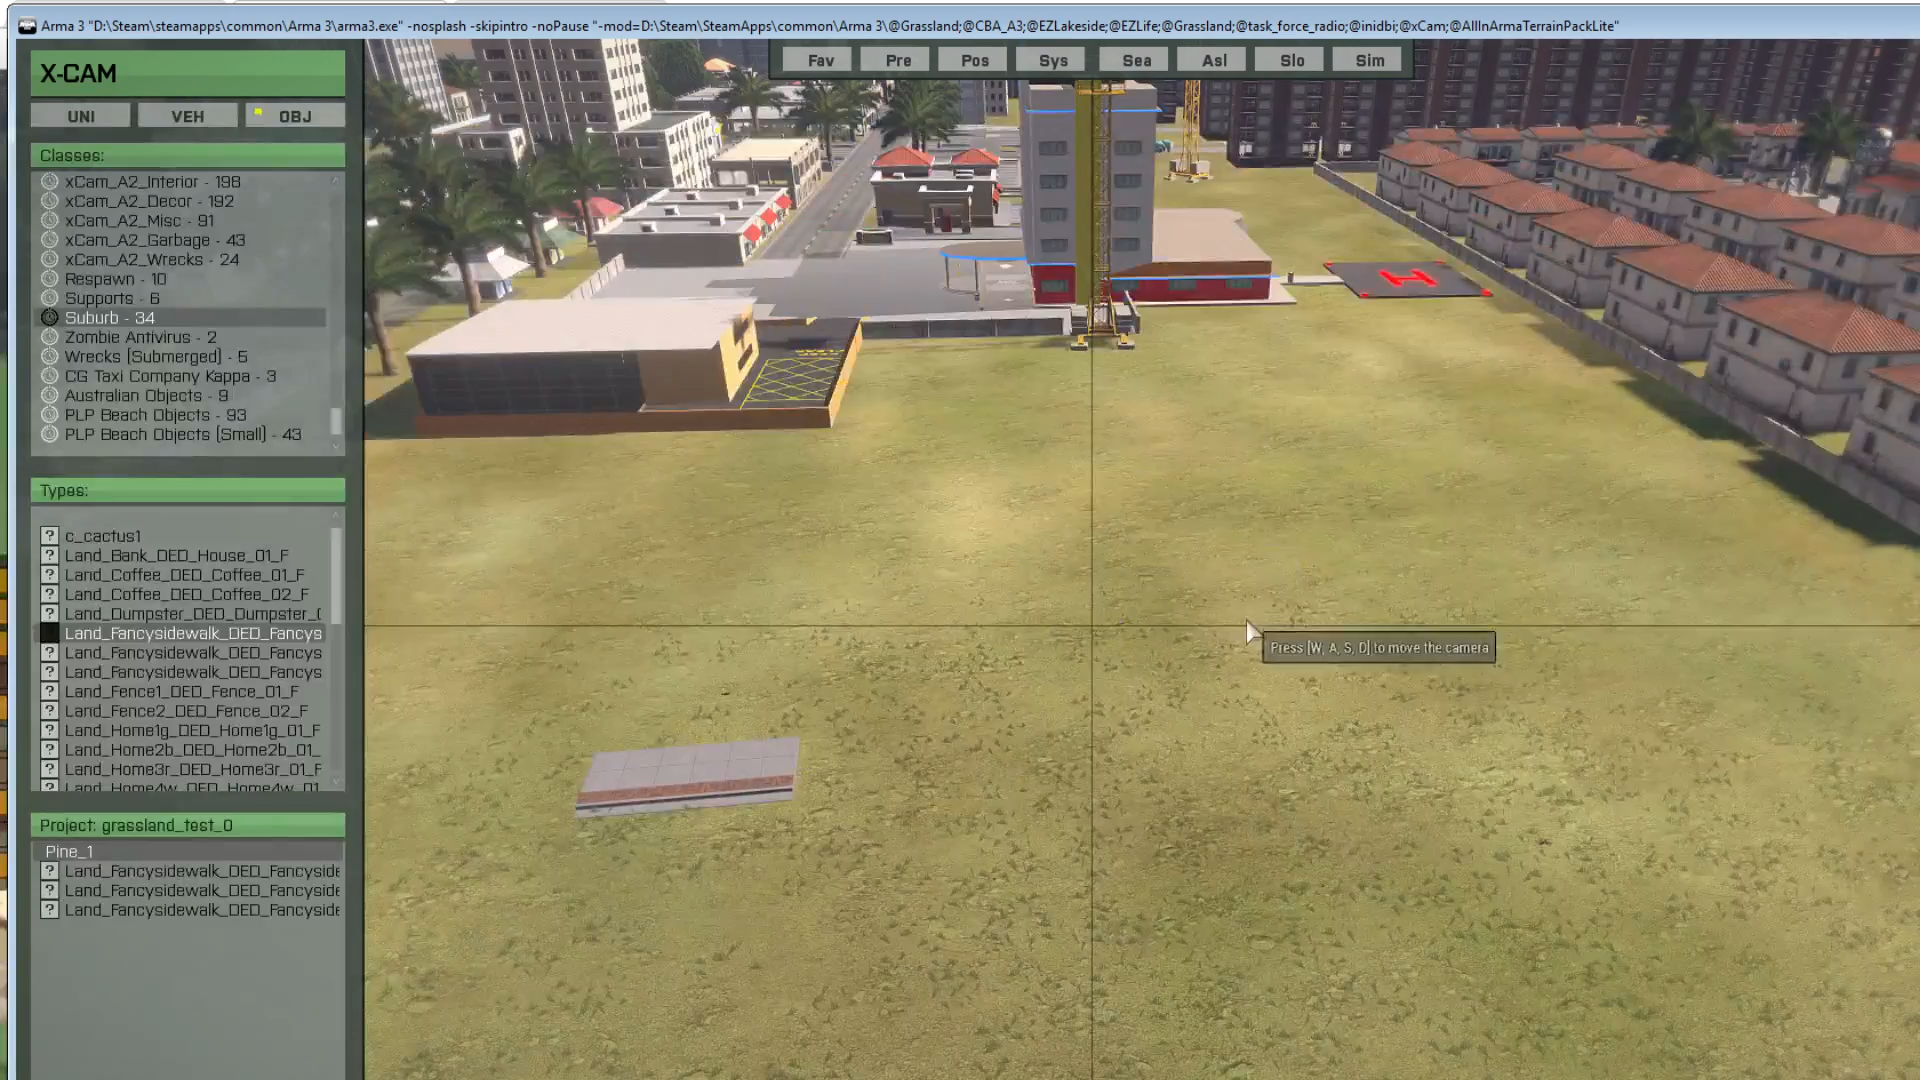 Arma 3 "D:\Steam\steamapps\common\Arma 3\arma3.exe" -nosplash -skipintro -noPause "-mod=D:\Steam\SteamApps\common\Arma 3\@Grassland;@CBA_A3;@EZLakeside;@EZLife;@Grassland;@task_force_radio;@inidbi;@xCam;@AllInArmaTerrainPackLite"
Fav Pre Pos Sys Sea Asl Slo Sim
X-CAM
UNI VEH OBJ
Classes:
xCam_A2_Interior - 198
xCam_A2_Decor - 192
xCam_A2_Misc - 91
xCam_A2_Garbage - 43
xCam_A2_Wrecks - 24
Respawn - 10
Supports - 6
Suburb - 34
Zombie Antivirus - 2
Wrecks (Submerged) - 5
CG Taxi Company Kappa - 3
Australian Objects - 9
PLP Beach Objects - 93
PLP Beach Objects (Small) - 43
Types:
? c_cactus1
? Land_Bank_DED_House_01_F
? Land_Coffee_DED_Coffee_01_F
? Land_Coffee_DED_Coffee_02_F
? Land_Dumpster_DED_Dumpster_(
Land_Fancysidewalk_DED_Fancys
? Land_Fancysidewalk_DED_Fancys
? Land_Fancysidewalk_DED_Fancys
? Land_Fence1_DED_Fence_01_F
? Land_Fence2_DED_Fence_02_F
? Land_Home1g_DED_Home1g_01_F
? Land_Home2b_DED_Home2b_01_
? Land_Home3r_DED_Home3r_01_F
? Land_Home4w_DED_Home4w_01
Project: grassland_test_0
Pine_1
? Land_Fancysidewalk_DED_Fancyside
? Land_Fancysidewalk_DED_Fancyside
? Land_Fancysidewalk_DED_Fancyside
H
Press [W, A, S, D] to move the camera